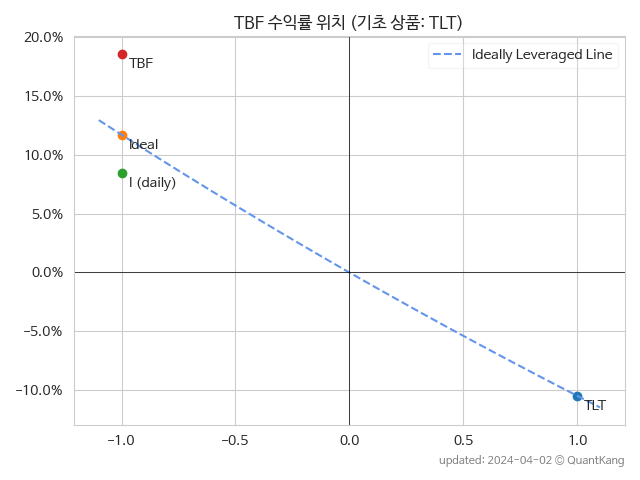 TBF 수익률 위치 (기초 상품: TLT)
20.0%
15.0%
10.0%
5.0%
0.0%
−5.0%
−10.0%
Ideally Leveraged Line
TBF
Ideal
I (daily)
TLT
−1.0
−0.5
0.0
0.5
1.0
updated: 2024-04-02 © QuantKang